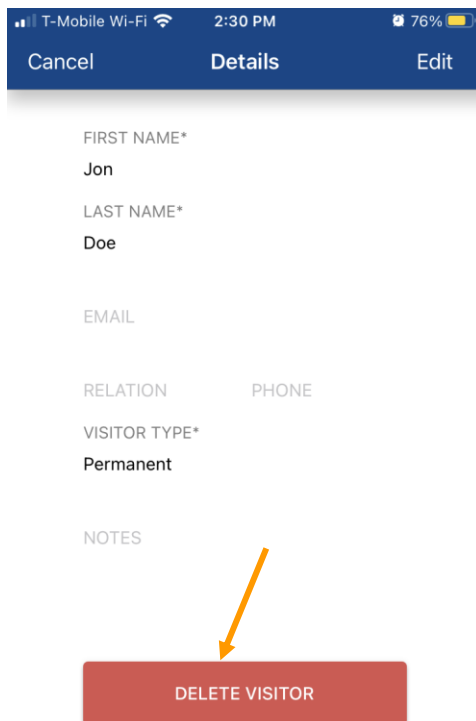 T-Mobile Wi-Fi 2:30 PM 76%
Cancel Details Edit
FIRST NAME*
Jon
LAST NAME*
Doe
EMAIL
RELATION PHONE
VISITOR TYPE*
Permanent
NOTES
DELETE VISITOR